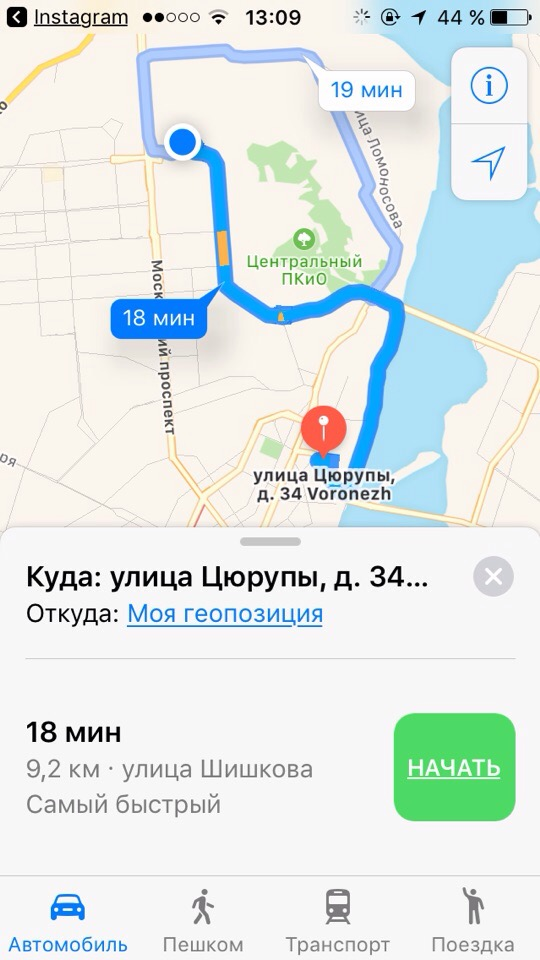 Instagram 13:09 44 %
19 мин
i
улица Ломоносова
Центральный
ПКиО
18 мин
Московский проспект
улица Цюрупы,
д. 34 Voronezh
Куда: улица Цюрупы, д. 34...
Откуда: Моя геопозиция
18 мин
9,2 км · улица Шишкова
Самый быстрый
НАЧАТЬ
Автомобиль Пешком Транспорт Поездка